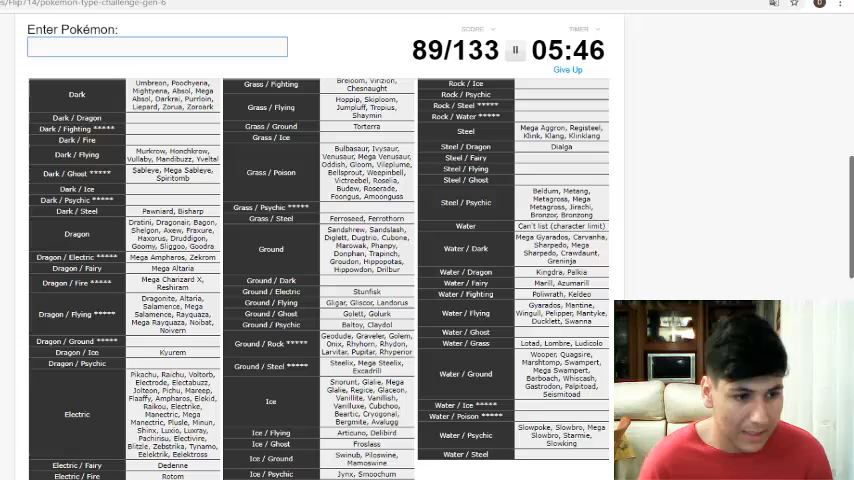 es/Flip714/pokemon-type-challenge-gen-6
Enter Pokémon:
SCORE
TIMER
89/133
05:46
Give Up
Dark
Umbreon, Poochyena,
Mightyena, Absol, Mega
Absol, Darkrai, Purrloin,
Liepard, Zorua, Zoroark
Dark / Dragon
Dark / Fighting *****
Dark / Fire
Dark / Flying
Murkrow, Honchkrow,
Vullaby, Mandibuzz, Yveltal
Dark / Ghost *****
Sableye, Mega Sableye,
Spiritomb
Dark / Ice
Dark / Psychic *****
Dark / Steel
Pawniard, Bisharp
Dragon
Dratini, Dragonair, Bagon,
Shelgon, Axew, Fraxure,
Haxorus, Druddigon,
Goomy, Sliggoo, Goodra
Dragon / Electric *****
Mega Ampharos, Zekrom
Dragon / Fairy
Mega Altaria
Dragon / Fire *****
Mega Charizard X,
Reshiram
Dragon / Flying *****
Dragonite, Altaria,
Salamence, Mega
Salamence, Rayquaza,
Mega Rayquaza, Noibat,
Noivern
Dragon / Ground *****
Dragon / Ice
Kyurem
Dragon / Psychic
Electric
Pikachu, Raichu, Voltorb,
Electrode, Electabuzz,
Jolteon, Pichu, Mareep,
Flaaffy, Ampharos, Elekid,
Raikou, Electrike,
Manectric, Mega
Manectric, Plusle, Minun,
Shinx, Luxio, Luxray,
Pachirisu, Electivire,
Blitzle, Zebstrika, Tynamo,
Eelektrik, Eelektross
Electric / Fairy
Dedenne
Electric / Fire
Rotom
Grass / Fighting
Breloom, Virizion,
Chesnaught
Grass / Flying
Hoppip, Skiploom,
Jumpluff, Tropius,
Shaymin
Grass / Ground
Torterra
Grass / Ice
Grass / Poison
Bulbasaur, Ivysaur,
Venusaur, Mega Venusaur,
Oddish, Gloom, Vileplume,
Bellsprout, Weepinbell,
Victreebel, Roselia,
Budew, Roserade,
Foongus, Amoonguss
Grass / Psychic *****
Grass / Steel
Ferroseed, Ferrothorn
Ground
Sandshrew, Sandslash,
Diglett, Dugtrio, Cubone,
Marowak, Phanpy,
Donphan, Trapinch,
Groudon, Hippopotas,
Hippowdon, Drilbur
Ground / Dark
Ground / Electric
Stunfisk
Ground / Flying
Gligar, Gliscor, Landorus
Ground / Ghost
Golett, Golurk
Ground / Psychic
Baltoy, Claydol
Ground / Rock *****
Geodude, Graveler, Golem,
Onix, Rhyhorn, Rhydon,
Larvitar, Pupitar, Rhyperior
Ground / Steel *****
Steelix, Mega Steelix,
Excadrill
Ice
Snorunt, Glalie, Mega
Glalie, Regice, Glaceon,
Vanillite, Vanillish,
Vanilluxe, Cubchoo,
Beartic, Cryogonal,
Bergmite, Avalugg
Ice / Flying
Articuno, Delibird
Ice / Ghost
Froslass
Ice / Ground
Swinub, Piloswine,
Mamoswine
Ice / Psychic
Jynx, Smoochum
Rock / Ice
Rock / Psychic
Rock / Steel *****
Rock / Water *****
Steel
Mega Aggron, Registeel,
Klink, Klang, Klinklang
Steel / Dragon
Dialga
Steel / Fairy
Steel / Flying
Steel / Ghost
Steel / Psychic
Beldum, Metang,
Metagross, Mega
Metagross, Jirachi,
Bronzor, Bronzong
Water
Can't list (character limit)
Water / Dark
Mega Gyarados, Carvanha,
Sharpedo, Mega
Sharpedo, Crawdaunt,
Greninja
Water / Dragon
Kingdra, Palkia
Water / Fairy
Marill, Azumarill
Water / Fighting
Poliwrath, Keldeo
Water / Flying
Gyarados, Mantine,
Wingull, Pelipper, Mantyke,
Ducklett, Swanna
Water / Ghost
Water / Grass
Lotad, Lombre, Ludicolo
Water / Ground
Wooper, Quagsire,
Marshtomp, Swampert,
Mega Swampert,
Barboach, Whiscash,
Gastrodon, Palpitoad,
Seismitoad
Water / Ice *****
Water / Poison *****
Water / Psychic
Slowpoke, Slowbro, Mega
Slowbro, Starmie,
Slowking
Water / Steel